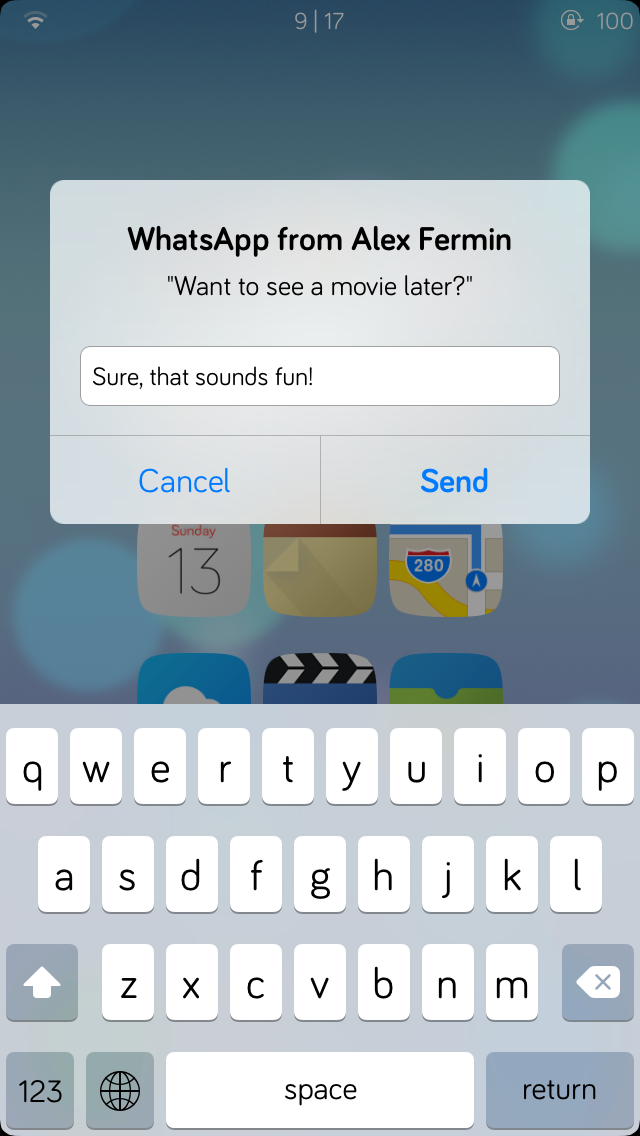 9 | 17
100
WhatsApp from Alex Fermin
"Want to see a movie later?"
Sure, that sounds fun!
Cancel
Send
Sunday
13
280
q w e r t y u i o p
a s d f g h j k l
z x c v b n m
123
space
return